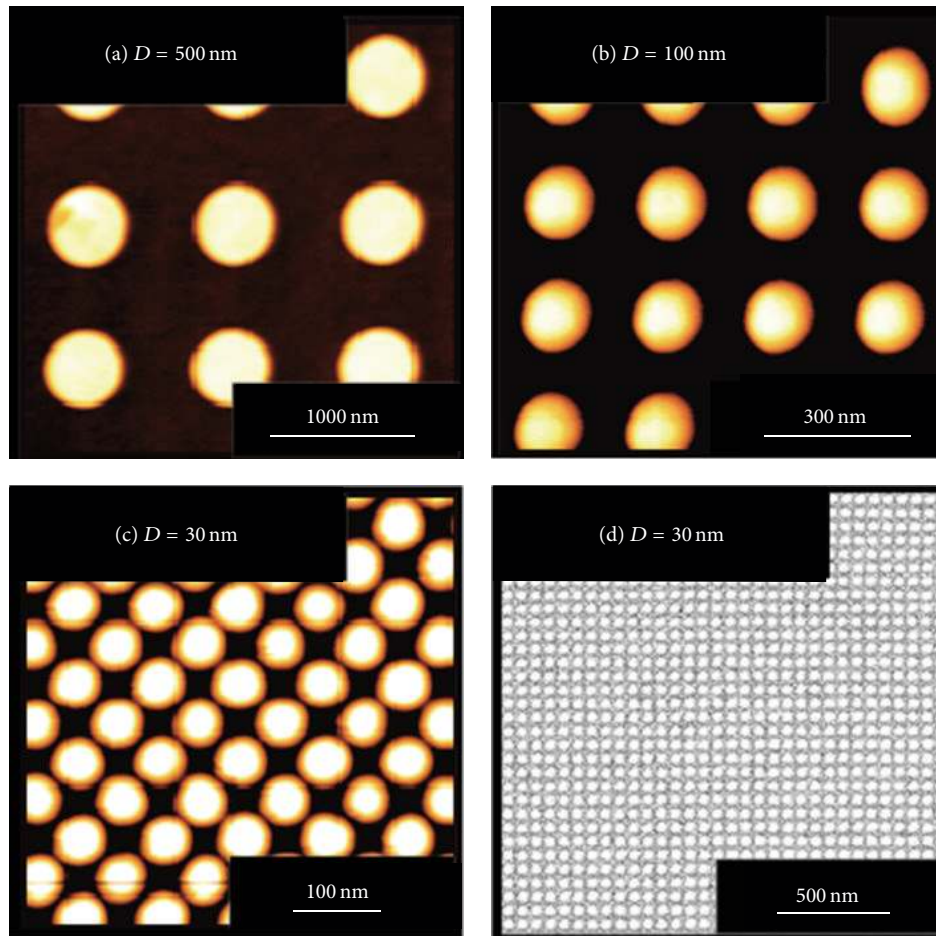 (a) D = 500 nm
(b) D = 100 nm
1000 nm
300 nm
(c) D = 30 nm
(d) D = 30 nm
100 nm
500 nm